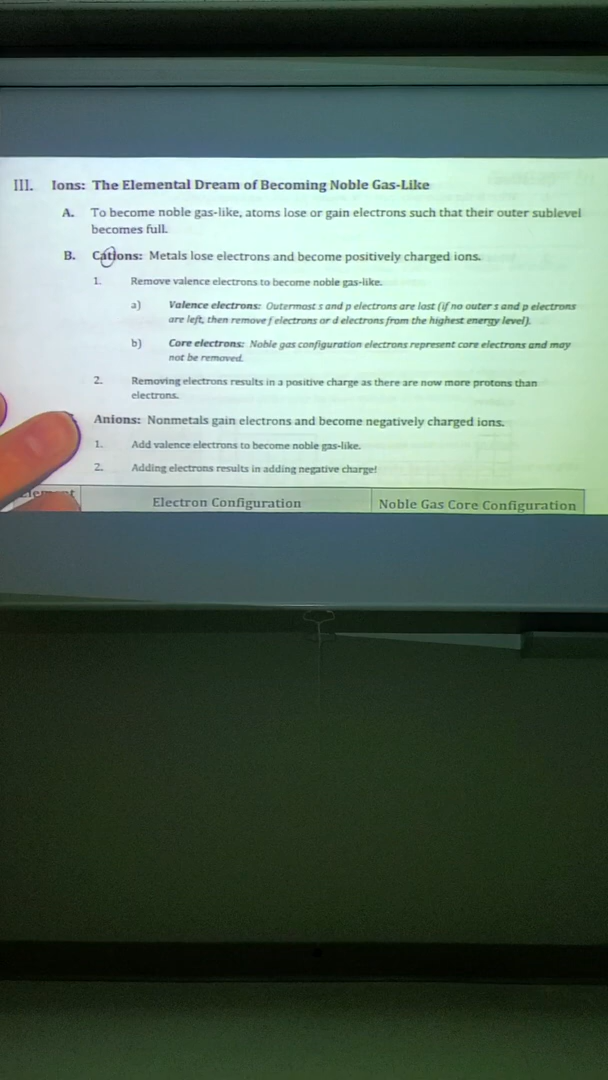 III. Ions: The Elemental Dream of Becoming Noble Gas-Like
A. To become noble gas-like, atoms lose or gain electrons such that their outer sublevel
becomes full.
B. Cations: Metals lose electrons and become positively charged ions.
1. Remove valence electrons to become noble gas-like.
a) Valence electrons: Outermost s and p electrons are lost (if no outer s and p electrons
are left, then remove f electrons or d electrons from the highest energy level).
b) Core electrons: Noble gas configuration electrons represent core electrons and may
not be removed.
2. Removing electrons results in a positive charge as there are now more protons than
electrons.
Anions: Nonmetals gain electrons and become negatively charged ions.
1. Add valence electrons to become noble gas-like.
2. Adding electrons results in adding negative charge!
Element Electron Configuration Noble Gas Core Configuration